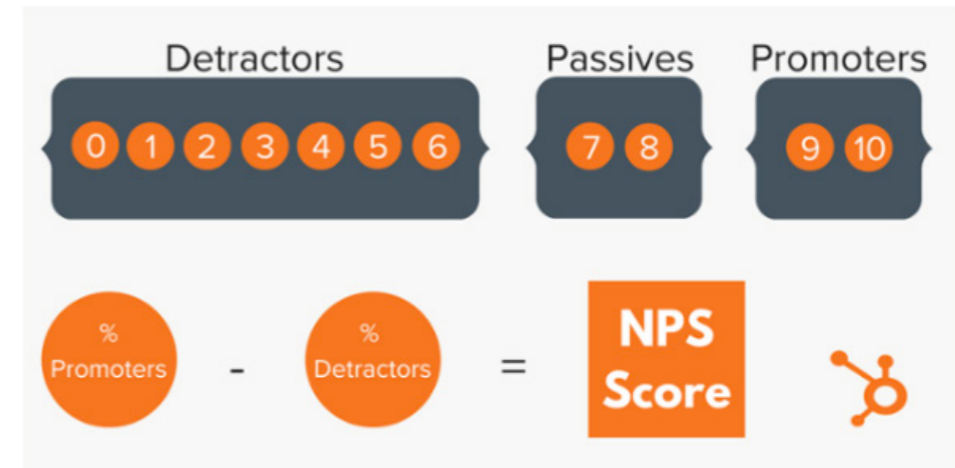 Detractors Passives Promoters
0 1 2 3 4 5 6 7 8 9 10
% Promoters - % Detractors = NPS Score